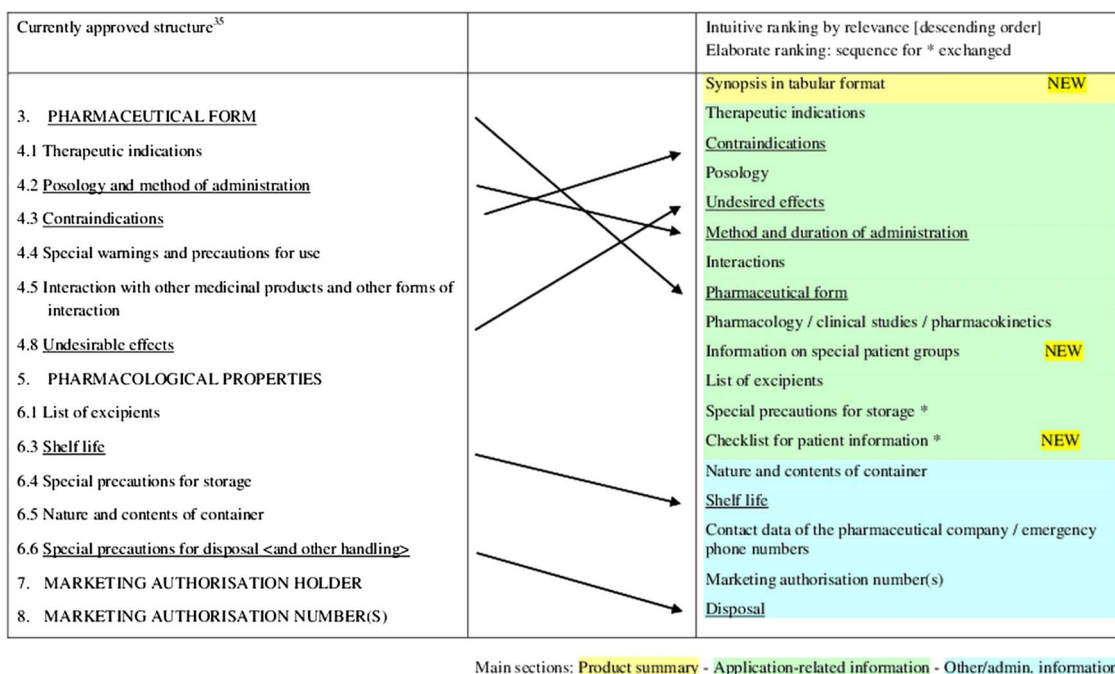 Currently approved structure35
Intuitive ranking by relevance [descending order]
Elaborate ranking: sequence for * exchanged
3. PHARMACEUTICAL FORM
4.1 Therapeutic indications
4.2 Posology and method of administration
4.3 Contraindications
4.4 Special warnings and precautions for use
4.5 Interaction with other medicinal products and other forms of
interaction
4.8 Undesirable effects
5. PHARMACOLOGICAL PROPERTIES
6.1 List of excipients
6.3 Shelf life
6.4 Special precautions for storage
6.5 Nature and contents of container
6.6 Special precautions for disposal <and other handling>
7. MARKETING AUTHORISATION HOLDER
8. MARKETING AUTHORISATION NUMBER(S)
Synopsis in tabular format NEW
Therapeutic indications
Contraindications
Posology
Undesired effects
Method and duration of administration
Interactions
Pharmaceutical form
Pharmacology / clinical studies / pharmacokinetics
Information on special patient groups NEW
List of excipients
Special precautions for storage *
Checklist for patient information * NEW
Nature and contents of container
Shelf life
Contact data of the pharmaceutical company / emergency
phone numbers
Marketing authorisation number(s)
Disposal
Main sections: Product summary - Application-related information - Other/admin. information